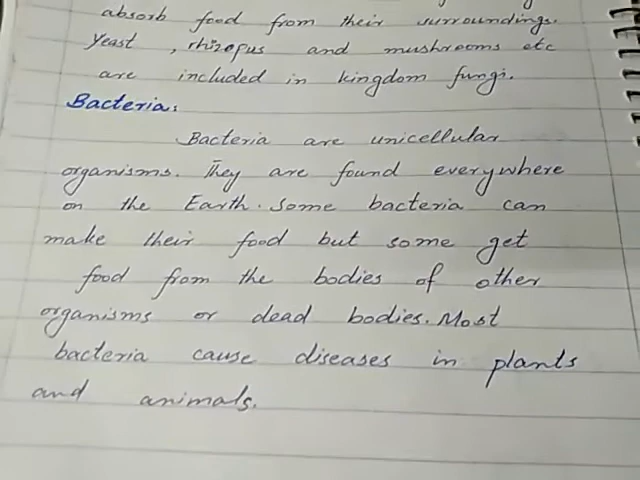 absorb food from their surroundings.
Yeast, rhizopus and mushrooms etc
are included in kingdom fungi.
Bacteria:
Bacteria are unicellular
organisms. They are found everywhere
on the Earth. Some bacteria can
make their food but some get
food from the bodies of other
organisms or dead bodies. Most
bacteria cause diseases in plants
and animals.